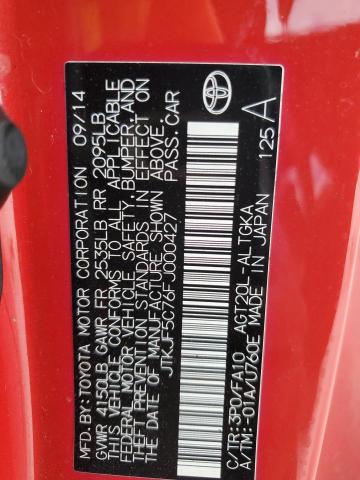 MFD.BY:TOYOTA MOTOR CORPORATION 09/14
GVWR 4150LB GAWR FR 2535LB RR 2095LB
THIS VEHICLE CONFORMS TO ALL APPLICABLE
FEDERAL MOTOR VEHICLE SAFETY, BUMPER, AND
THEFT PREVENTION STANDARDS IN EFFECT ON
THE DATE OF MANUFACTURE SHOWN ABOVE.
JTKJF5C76FJ000427 PASS.CAR
C/TR:3P0/FA10 AGT20L-ALTGKA
A/TM:-01A/U760E MADE IN JAPAN
TOYOTA
125 A